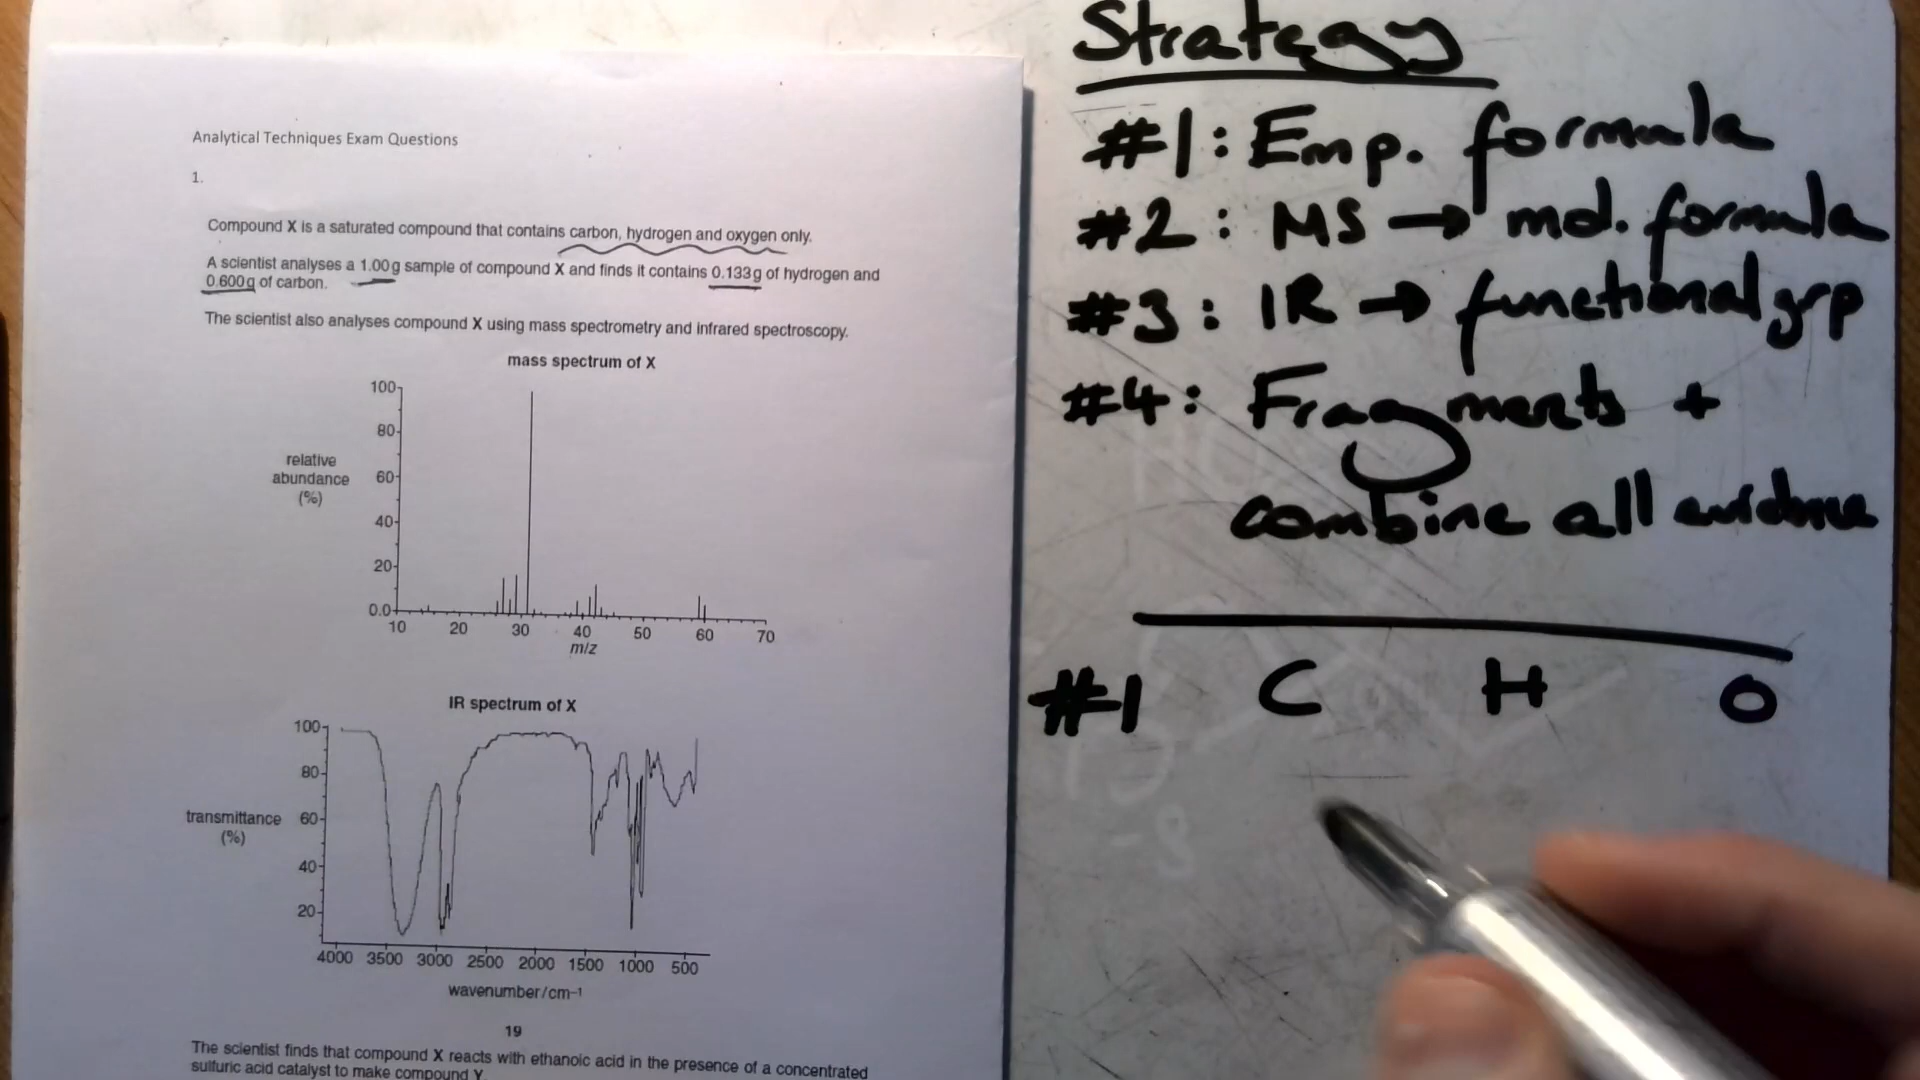 Analytical Techniques Exam Questions
1.
Compound X is a saturated compound that contains carbon, hydrogen and oxygen only.
A scientist analyses a 1.00g sample of compound X and finds it contains 0.133g of hydrogen and
0.600g of carbon.
The scientist also analyses compound X using mass spectrometry and infrared spectroscopy.
mass spectrum of X
100
80
relative
abundance
(%)
60
40
20
0.0
10 20 30 40 50 60 70
m/z
IR spectrum of X
100
80
transmittance
(%)
60
40
20
4000 3500 3000 2500 2000 1500 1000 500
wavenumber/cm⁻¹
19
The scientist finds that compound X reacts with ethanoic acid in the presence of a concentrated
sulfuric acid catalyst to make compound Y.
Strategy
#1: Emp. formula
#2: MS → mol. formula
#3: IR → functional grp
#4: Fragments +
combine all evidence
#1 C H O